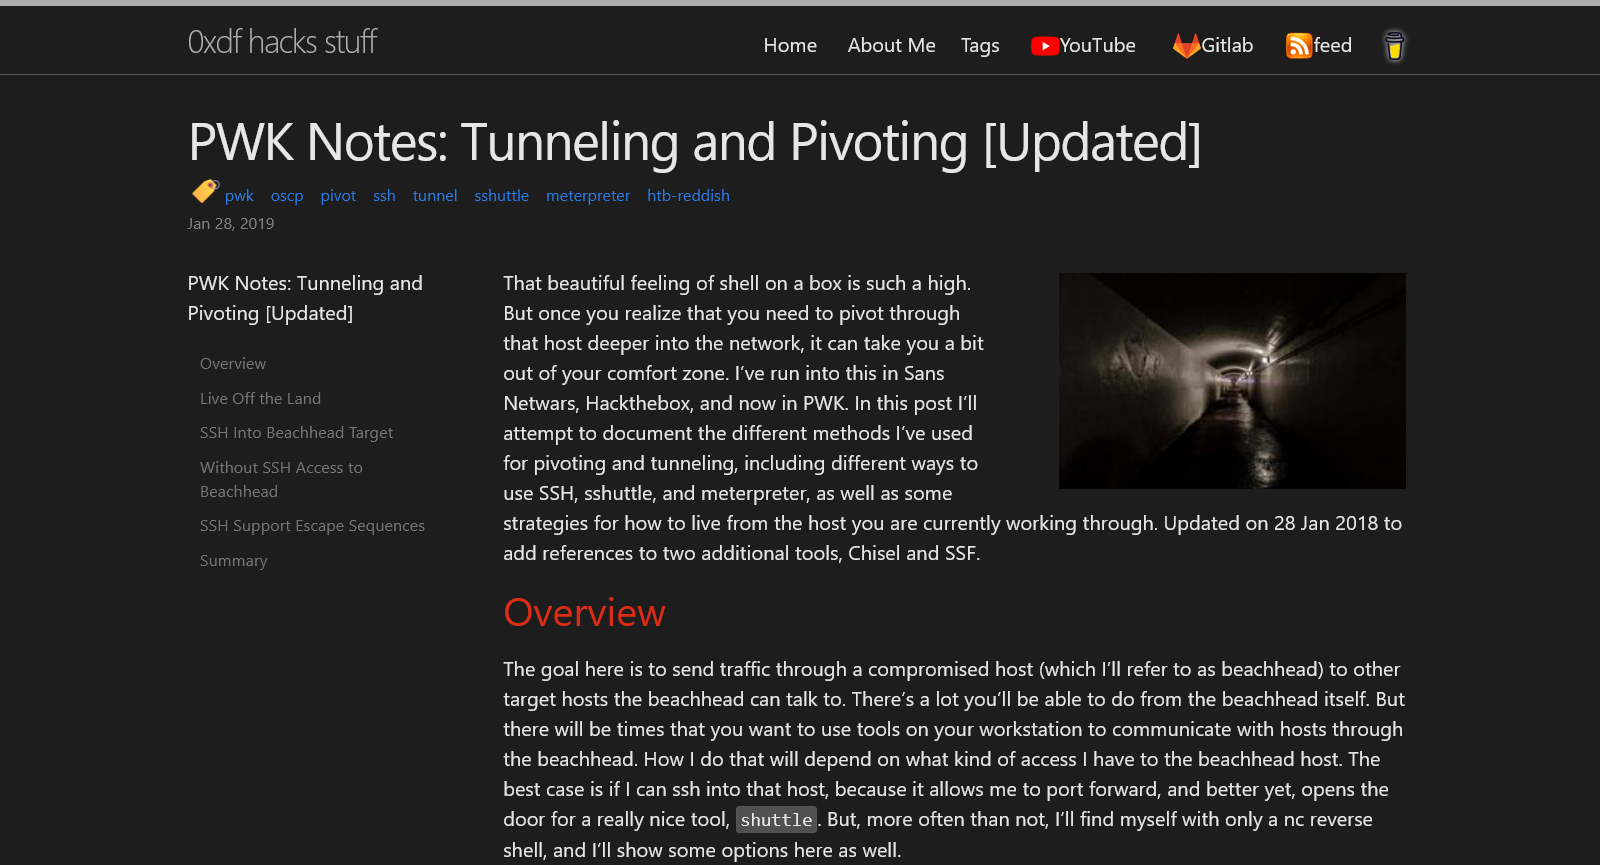 0xdf hacks stuff
Home About Me Tags YouTube Gitlab feed
PWK Notes: Tunneling and Pivoting [Updated]
pwk oscp pivot ssh tunnel sshuttle meterpreter htb-reddish
Jan 28, 2019
PWK Notes: Tunneling and
Pivoting [Updated]
Overview
Live Off the Land
SSH Into Beachhead Target
Without SSH Access to
Beachhead
SSH Support Escape Sequences
Summary
That beautiful feeling of shell on a box is such a high.
But once you realize that you need to pivot through
that host deeper into the network, it can take you a bit
out of your comfort zone. I’ve run into this in Sans
Netwars, Hackthebox, and now in PWK. In this post I’ll
attempt to document the different methods I’ve used
for pivoting and tunneling, including different ways to
use SSH, sshuttle, and meterpreter, as well as some
strategies for how to live from the host you are currently working through. Updated on 28 Jan 2018 to
add references to two additional tools, Chisel and SSF.
Overview
The goal here is to send traffic through a compromised host (which I’ll refer to as beachhead) to other
target hosts the beachhead can talk to. There’s a lot you’ll be able to do from the beachhead itself. But
there will be times that you want to use tools on your workstation to communicate with hosts through
the beachhead. How I do that will depend on what kind of access I have to the beachhead host. The
best case is if I can ssh into that host, because it allows me to port forward, and better yet, opens the
door for a really nice tool, shuttle. But, more often than not, I’ll find myself with only a nc reverse
shell, and I’ll show some options here as well.